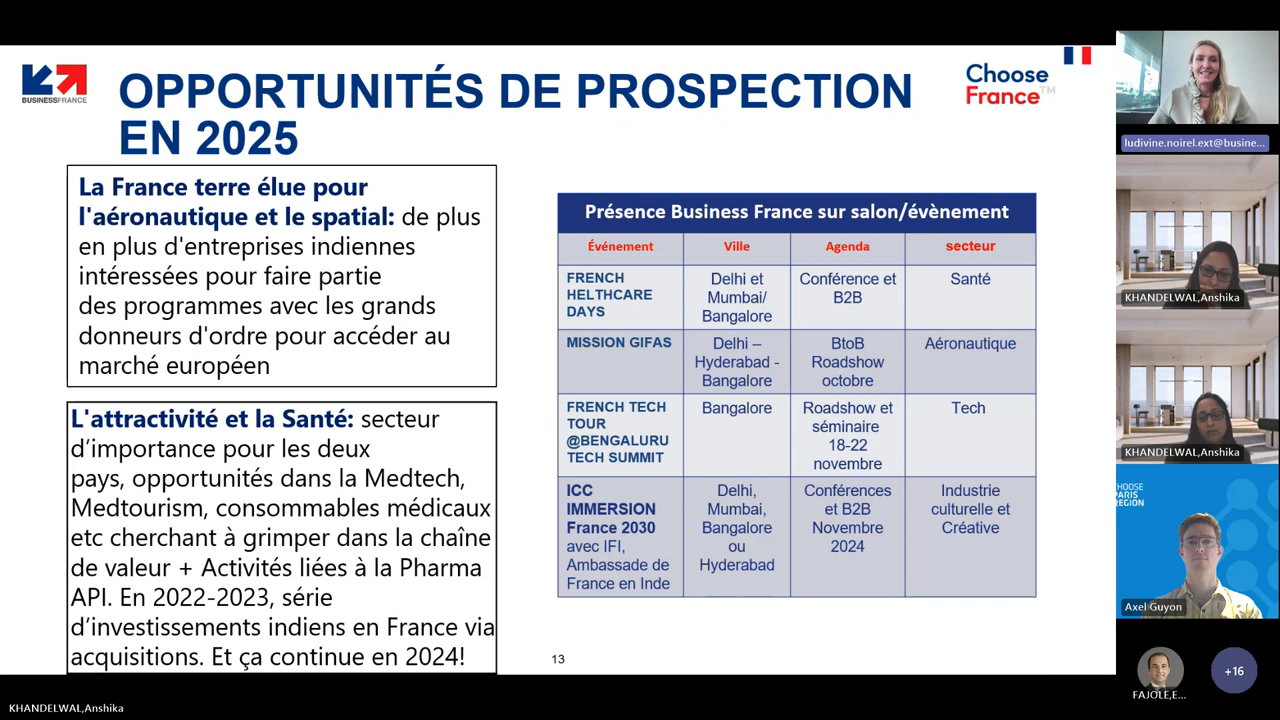 BUSINESSFRANCE
OPPORTUNITÉS DE PROSPECTION
EN 2025
Choose
France™
La France terre élue pour
l'aéronautique et le spatial: de plus
en plus d'entreprises indiennes
intéressées pour faire partie
des programmes avec les grands
donneurs d'ordre pour accéder au
marché européen
L'attractivité et la Santé: secteur
d'importance pour les deux
pays, opportunités dans la Medtech,
Medtourism, consommables médicaux
etc cherchant à grimper dans la chaîne
de valeur + Activités liées à la Pharma
API. En 2022-2023, série
d'investissements indiens en France via
acquisitions. Et ça continue en 2024!
Présence Business France sur salon/évènement
Événement Ville Agenda secteur
FRENCH
HELTHCARE
DAYS
Delhi et
Mumbai/
Bangalore
Conférence et
B2B
Santé
MISSION GIFAS
Delhi –
Hyderabad -
Bangalore
BtoB
Roadshow
octobre
Aéronautique
FRENCH TECH
TOUR
@BENGALURU
TECH SUMMIT
Bangalore
Roadshow et
séminaire
18-22
novembre
Tech
ICC
IMMERSION
France 2030
avec IFI,
Ambassade de
France en Inde
Delhi,
Mumbai,
Bangalore
ou
Hyderabad
Conférences
et B2B
Novembre
2024
Industrie
culturelle et
Créative
13
ludivine.noirel.ext@busine...
KHANDELWAL,Anshika
KHANDELWAL,Anshika
CHOOSE
PARIS
REGION
Axel Guyon
FAJOLE,E...
+16
KHANDELWAL,Anshika